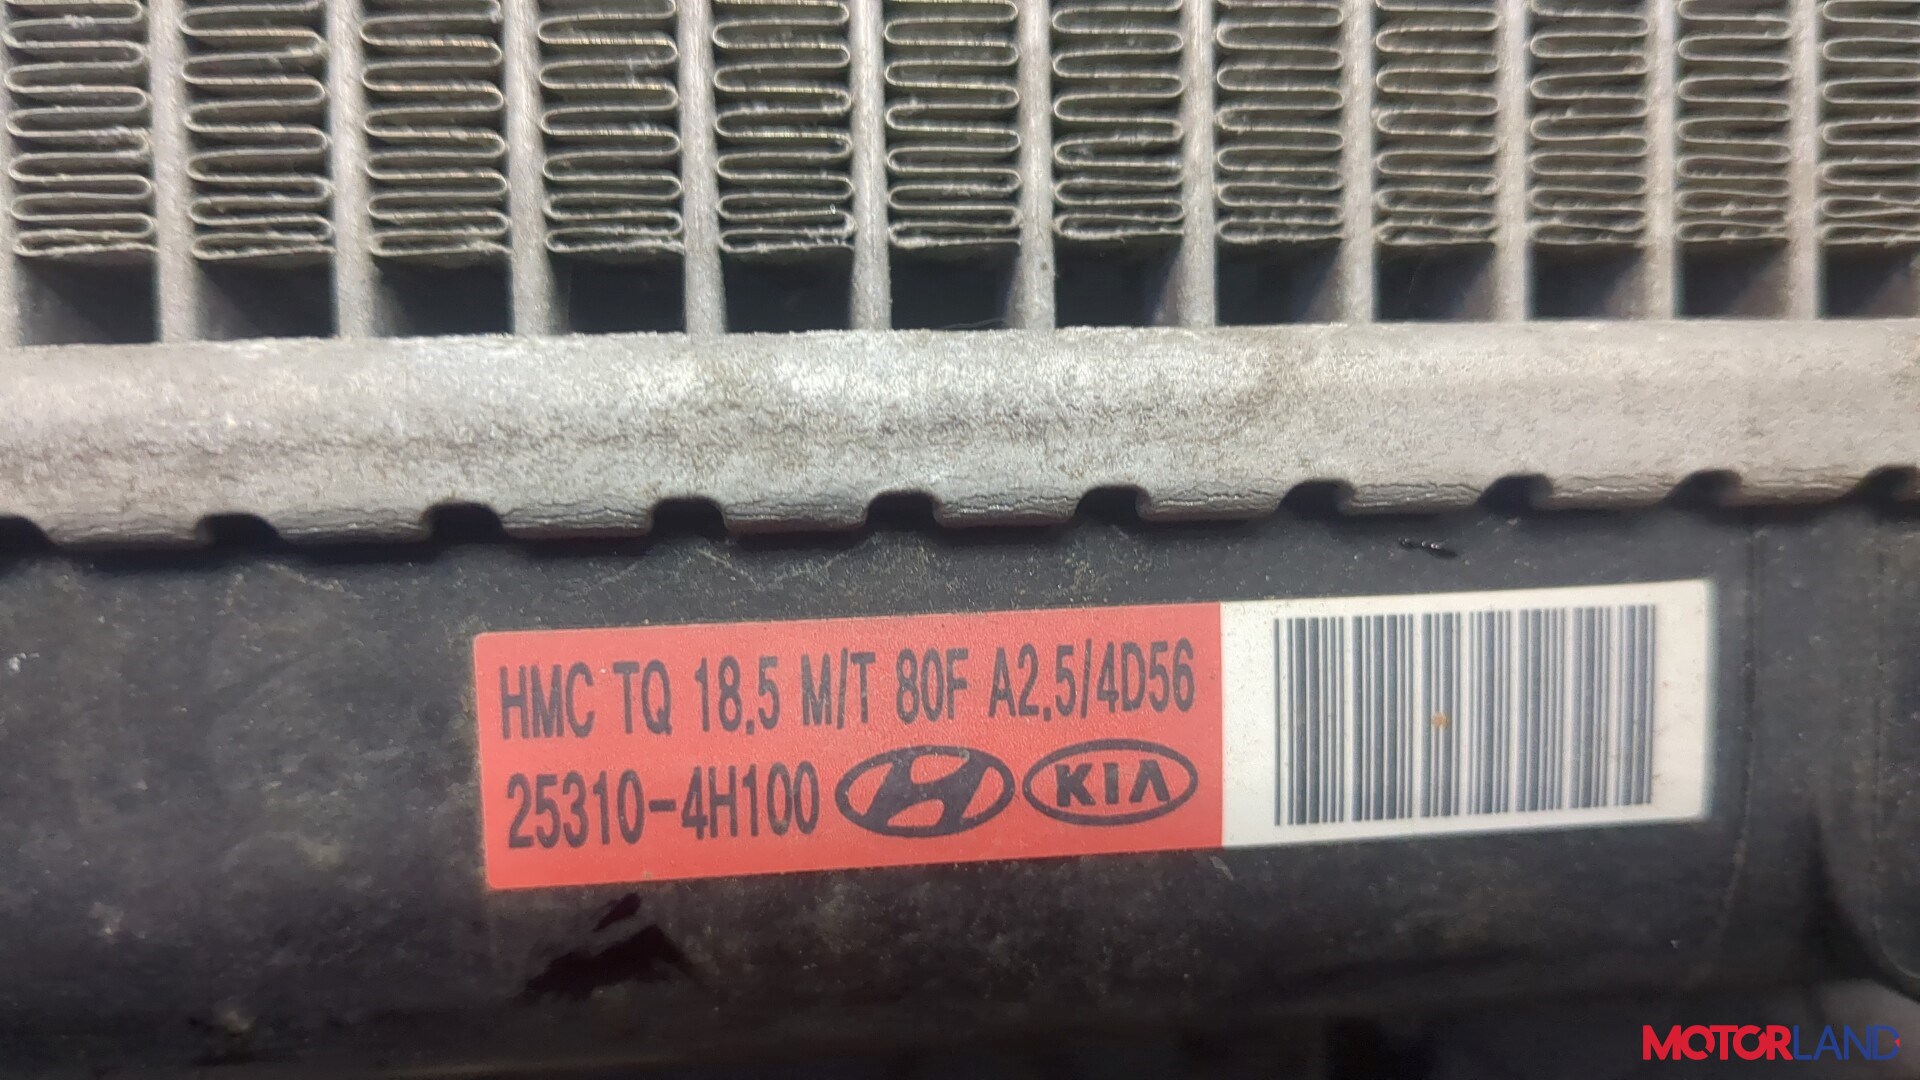 HMC TQ 18.5 M/T 80F A2.5/4D56
25310-4H100 KIA
MOTORLAND